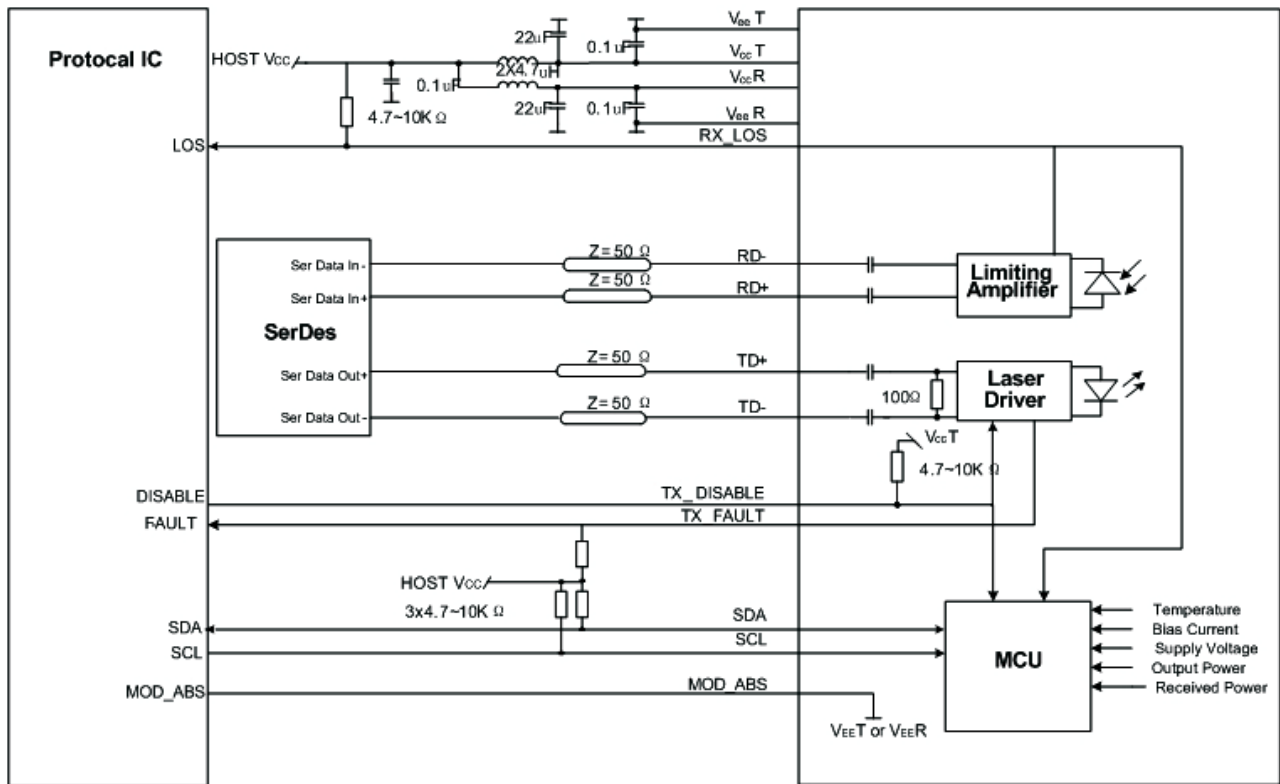 Protocal IC
HOST Vcc
22uF
0.1uF
VeeT
VccT
2X4.7uH
0.1uF
VccR
22uF
0.1uF
VeeR
4.7~10K Ω
LOS
RX_LOS
Z=50 Ω
RD-
Ser Data In-
Z=50 Ω
RD+
Ser Data In+
Limiting
Amplifier
SerDes
Z=50 Ω
TD+
Ser Data Out+
Laser
Driver
100Ω
Z=50 Ω
TD-
Ser Data Out-
VccT
4.7~10K Ω
DISABLE
TX_DISABLE
FAULT
TX_FAULT
HOST Vcc
3x4.7~10K Ω
SDA
SDA
SCL
SCL
MCU
Temperature
Bias Current
Supply Voltage
Output Power
Received Power
MOD_ABS
MOD_ABS
VEET or VEER